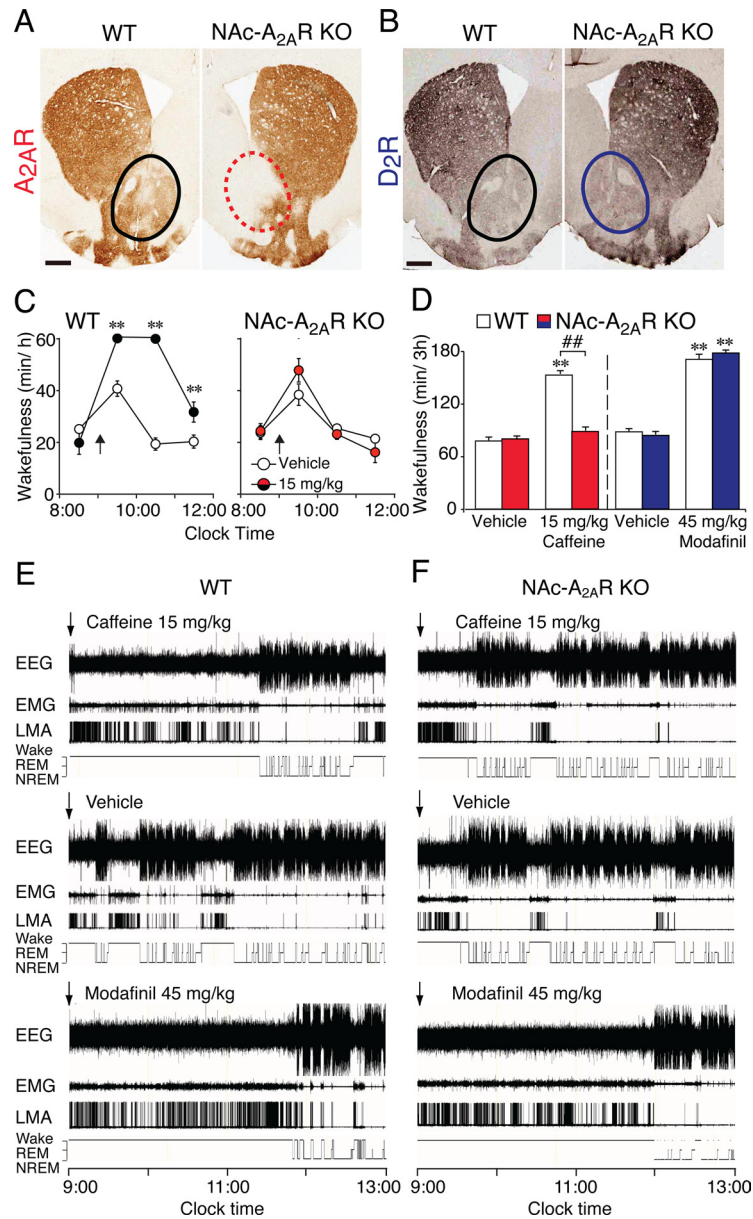 A
WT
NAc-A2AR KO
A2AR
B
WT
NAc-A2AR KO
D2R
C
WT
NAc-A2AR KO
Wakefulness (min/ h)
60
40
20
0
**
**
**
Vehicle
15 mg/kg
8:00
10:00
12:00
8:00
10:00
12:00
Clock Time
D
WT
NAc-A2AR KO
Wakefulness (min/ 3h)
180
120
60
0
**
##
**
**
Vehicle
15 mg/kg
Caffeine
Vehicle
45 mg/kg
Modafinil
E
WT
Caffeine 15 mg/kg
EEG
EMG
LMA
Wake
REM
NREM
Vehicle
EEG
EMG
LMA
Wake
REM
NREM
Modafinil 45 mg/kg
EEG
EMG
LMA
Wake
REM
NREM
9:00
11:00
13:00
Clock time
F
NAc-A2AR KO
Caffeine 15 mg/kg
Vehicle
Modafinil 45 mg/kg
9:00
11:00
13:00
Clock time